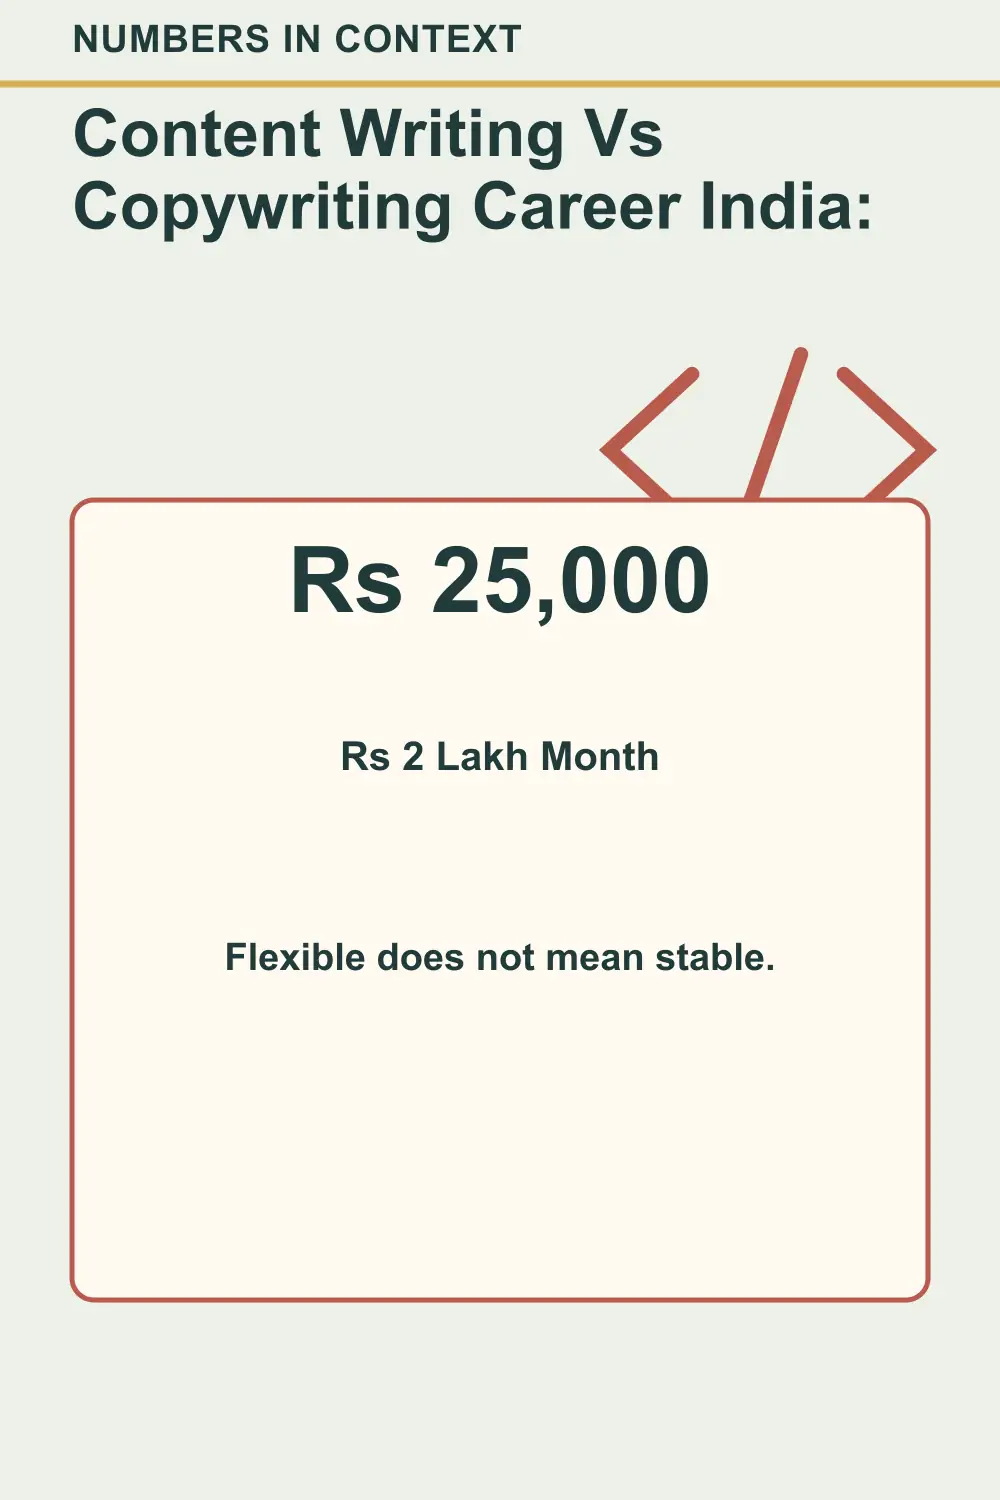 NUMBERS IN CONTEXT
Content Writing Vs
Copywriting Career India:
Rs 25,000
Rs 2 Lakh Month
Flexible does not mean stable.